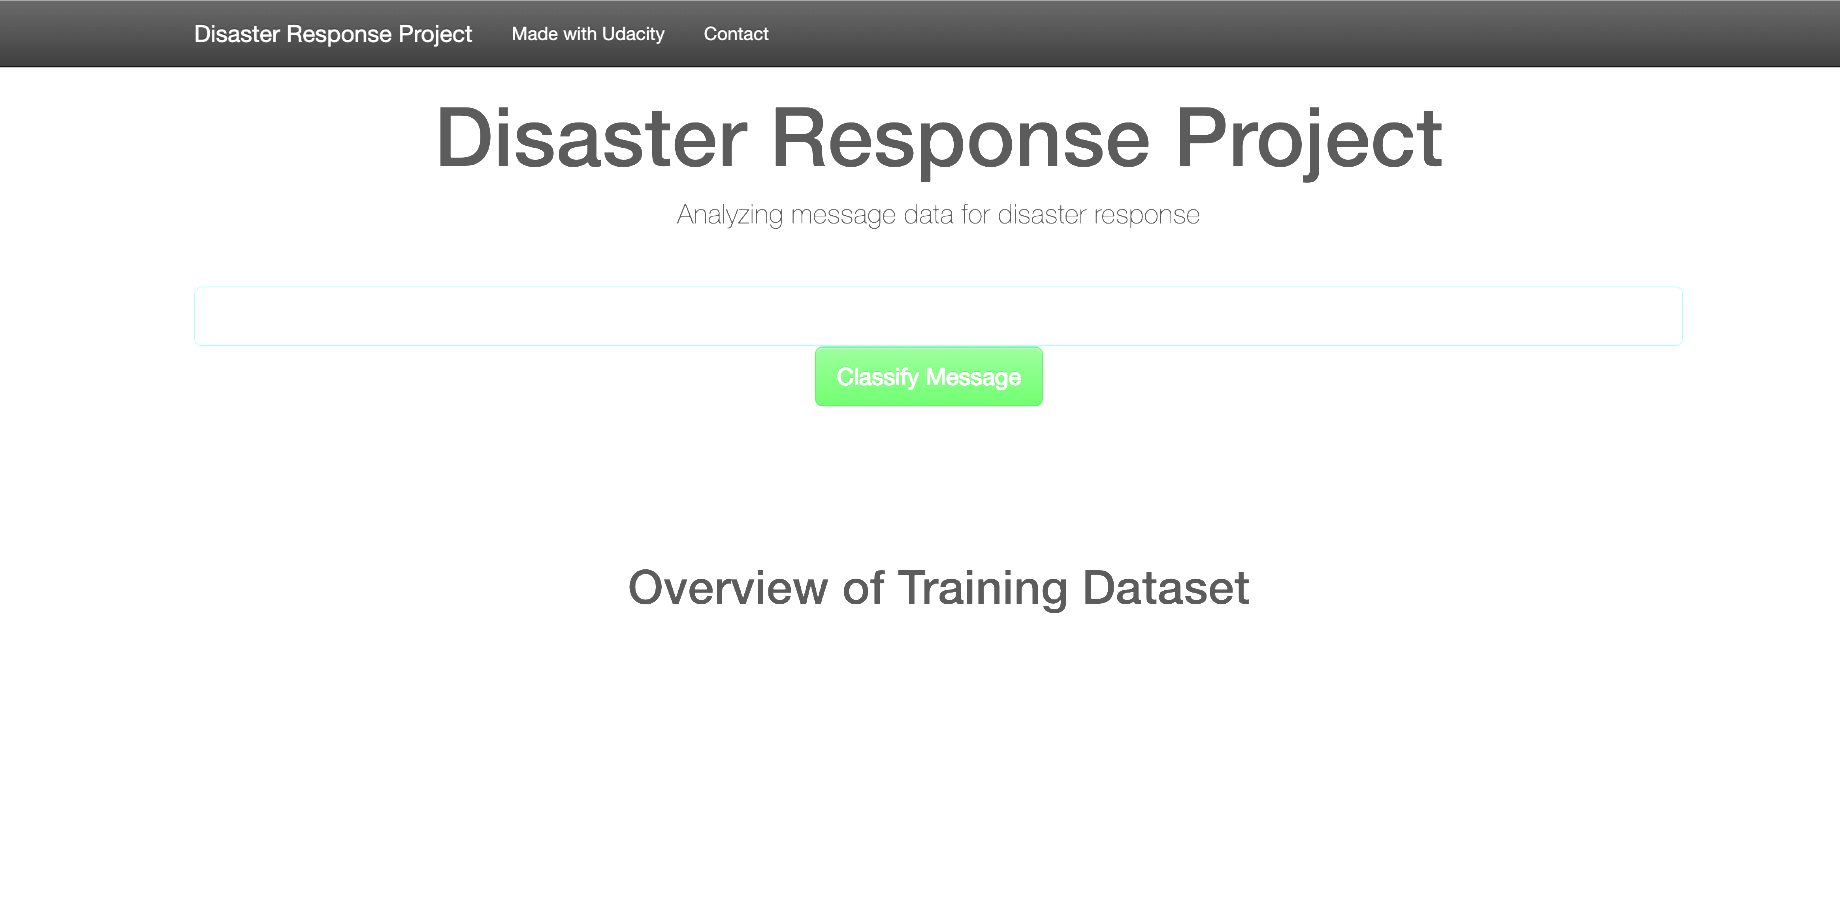 Disaster Response Project Made with Udacity Contact
Disaster Response Project
Analyzing message data for disaster response
Classify Message
Overview of Training Dataset